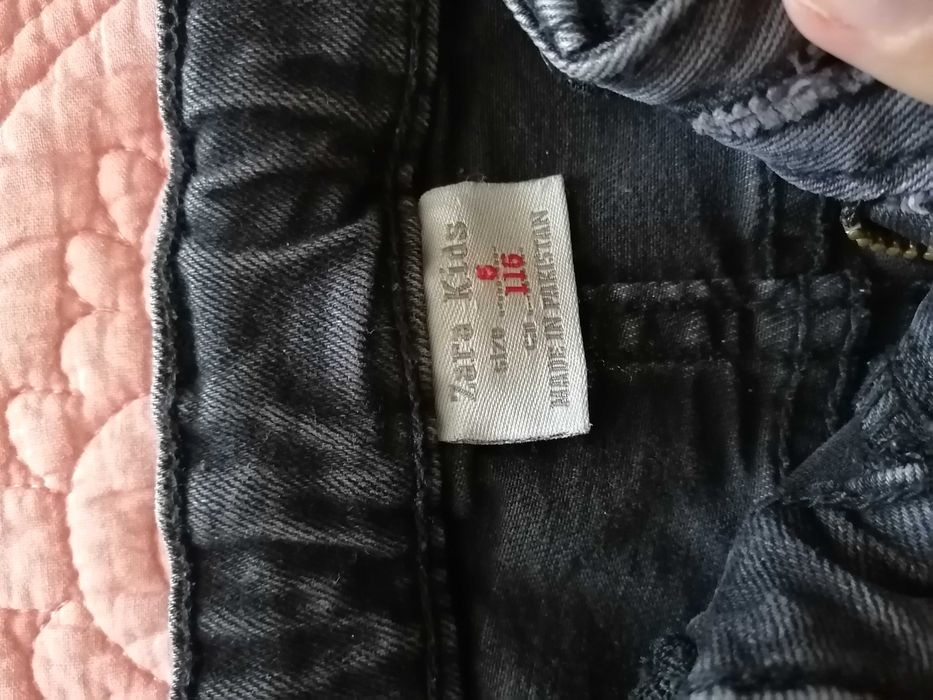 Zara Kids
size ........ 6 ........
cm ........ 116 ........
MADE IN PAKISTAN